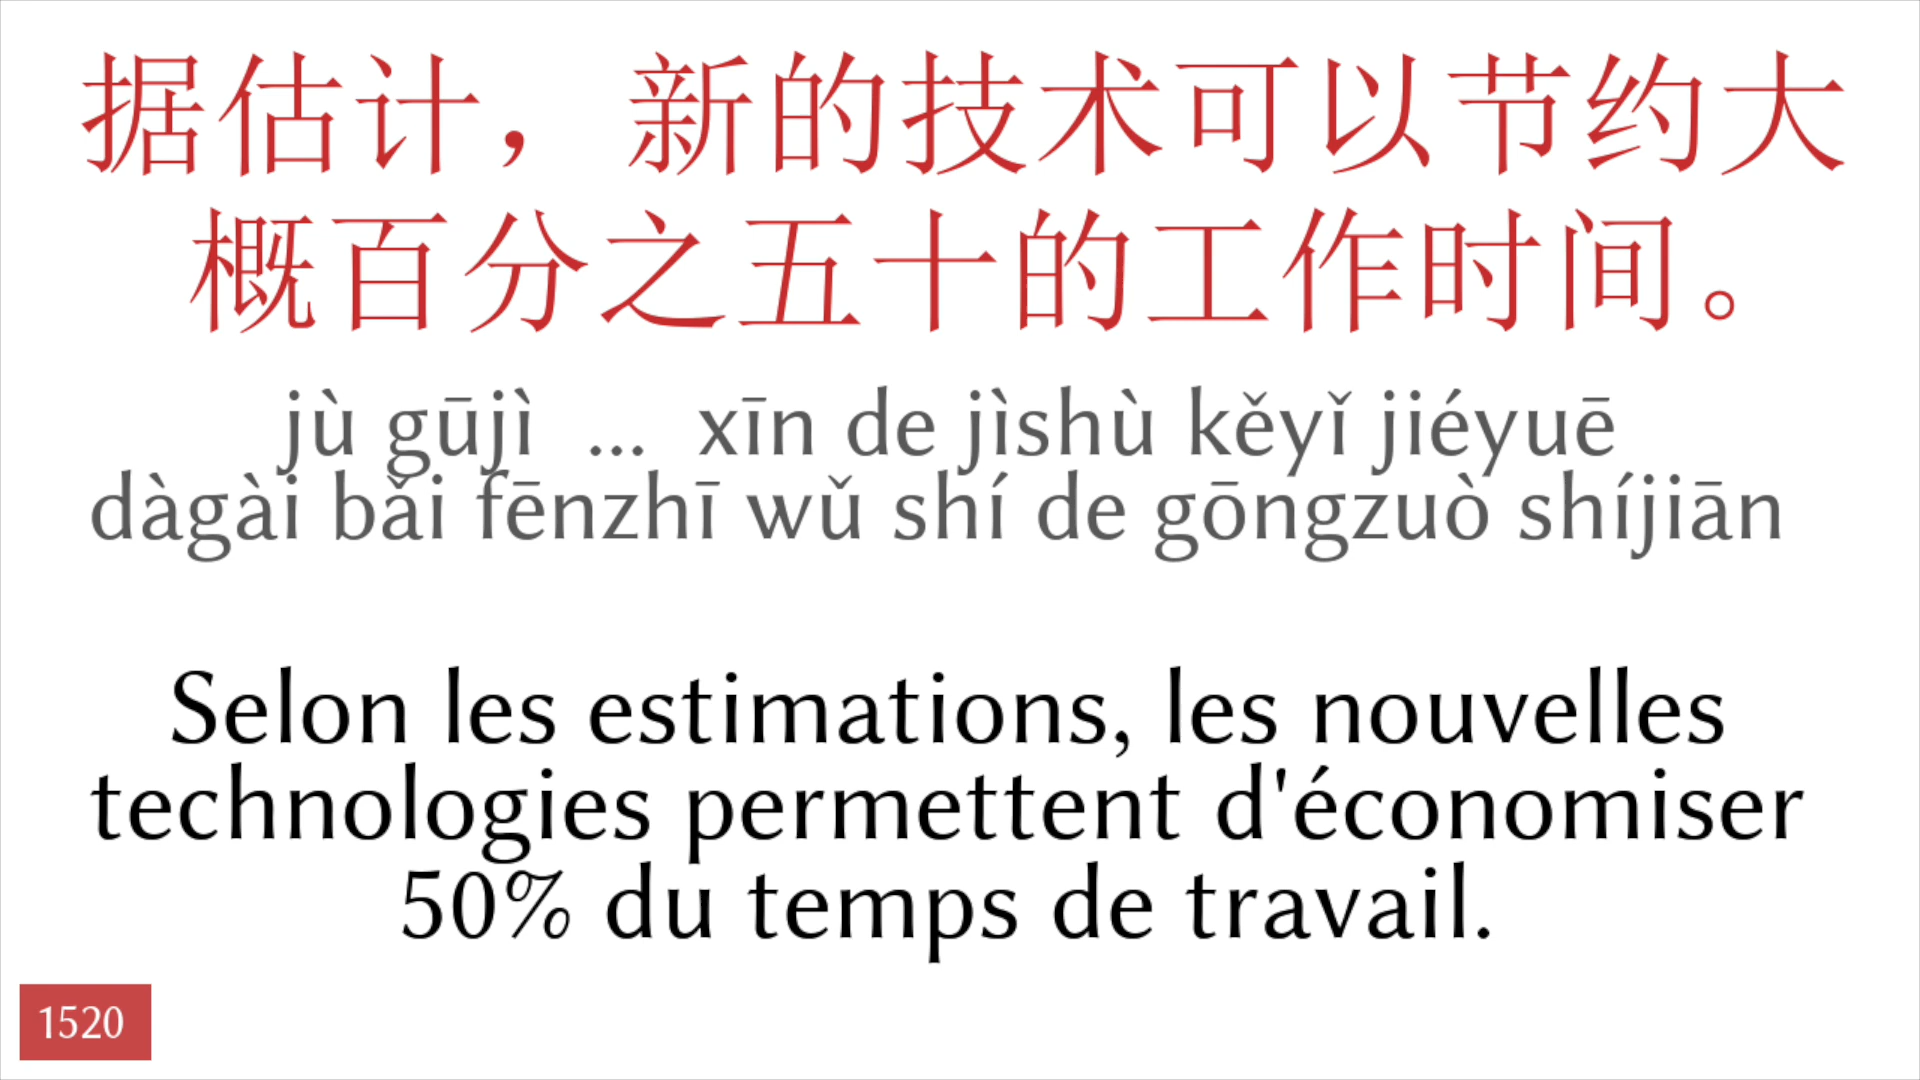 据估计，新的技术可以节约大
概百分之五十的工作时间。
jù gūjì ... xīn de jìshù kěyǐ jiéyuē
dàgài bǎi fēnzhī wǔ shí de gōngzuò shíjiān
Selon les estimations, les nouvelles
technologies permettent d'économiser
50% du temps de travail.
1520